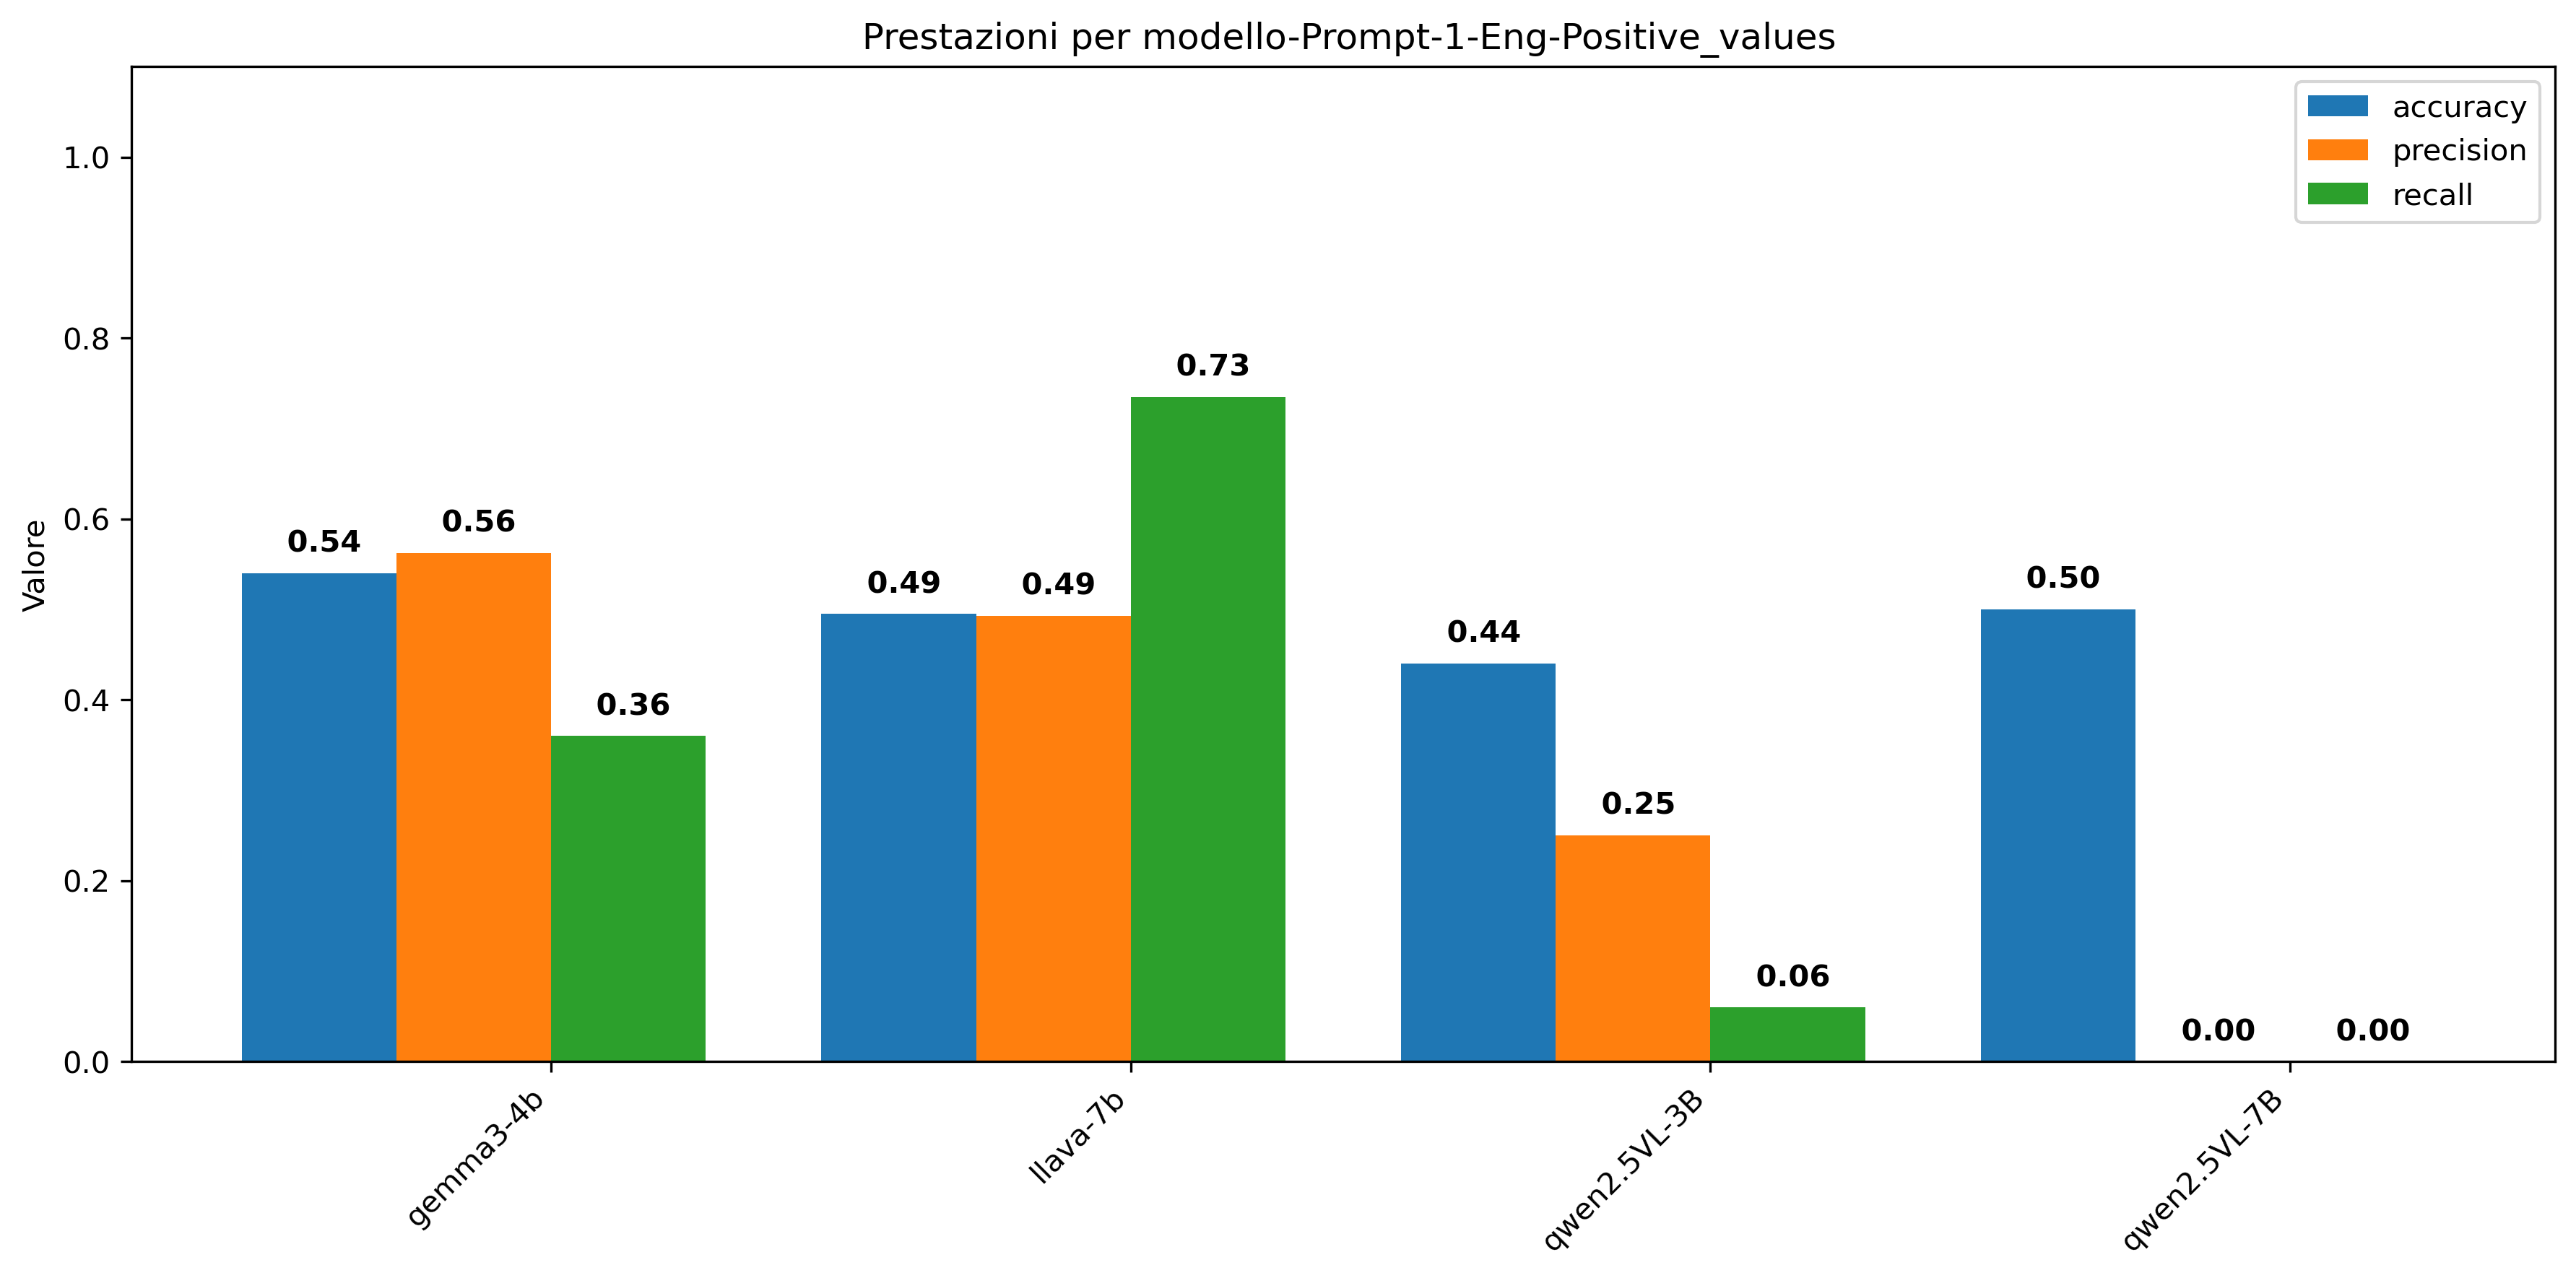 Prestazioni per modello-Prompt-1-Eng-Positive_values
accuracy
precision
recall
Valore
1.0
0.8
0.6
0.4
0.2
0.0
0.54
0.56
0.36
0.49
0.49
0.73
0.44
0.25
0.06
0.50
0.00
0.00
gemma3-4b
llava-7b
qwen2.5VL-3B
qwen2.5VL-7B